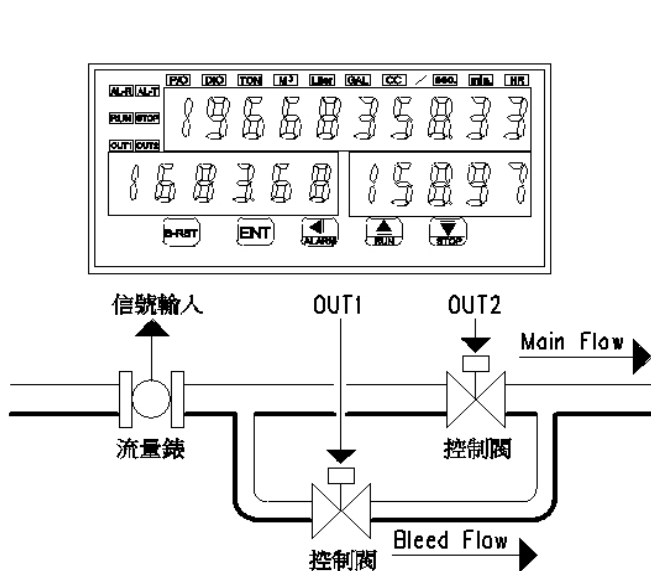 P/O DI/O TON M³ Liter GAL CC / sec. min. HR
AL-R AL-T
RUN STOP
OUT1 OUT2
1966835833
168368 15897
B-RST ENT ALARM RUN STOP
信號輸入 OUT1 OUT2
Main Flow
流量錶 控制閥
控制閥 Bleed Flow